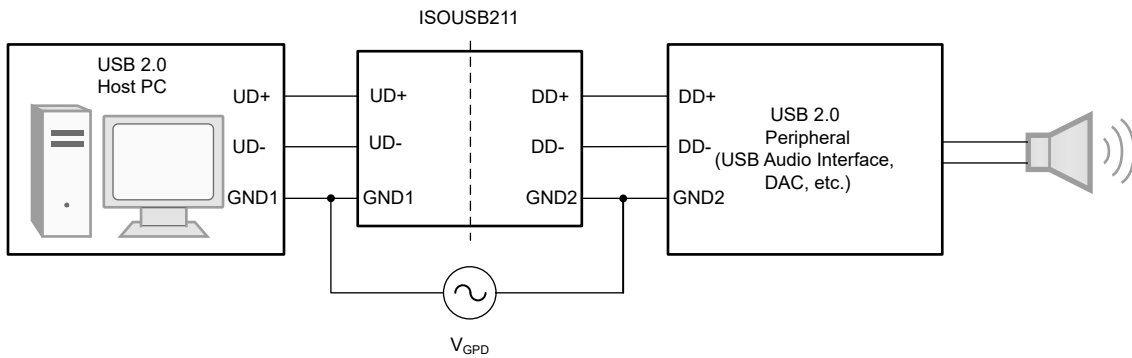 ISOUSB211
USB 2.0
Host PC
UD+
UD-
GND1
UD+
UD-
GND1
DD+
DD-
GND2
DD+
DD-
GND2
USB 2.0
Peripheral
(USB Audio Interface,
DAC, etc.)
VGPD